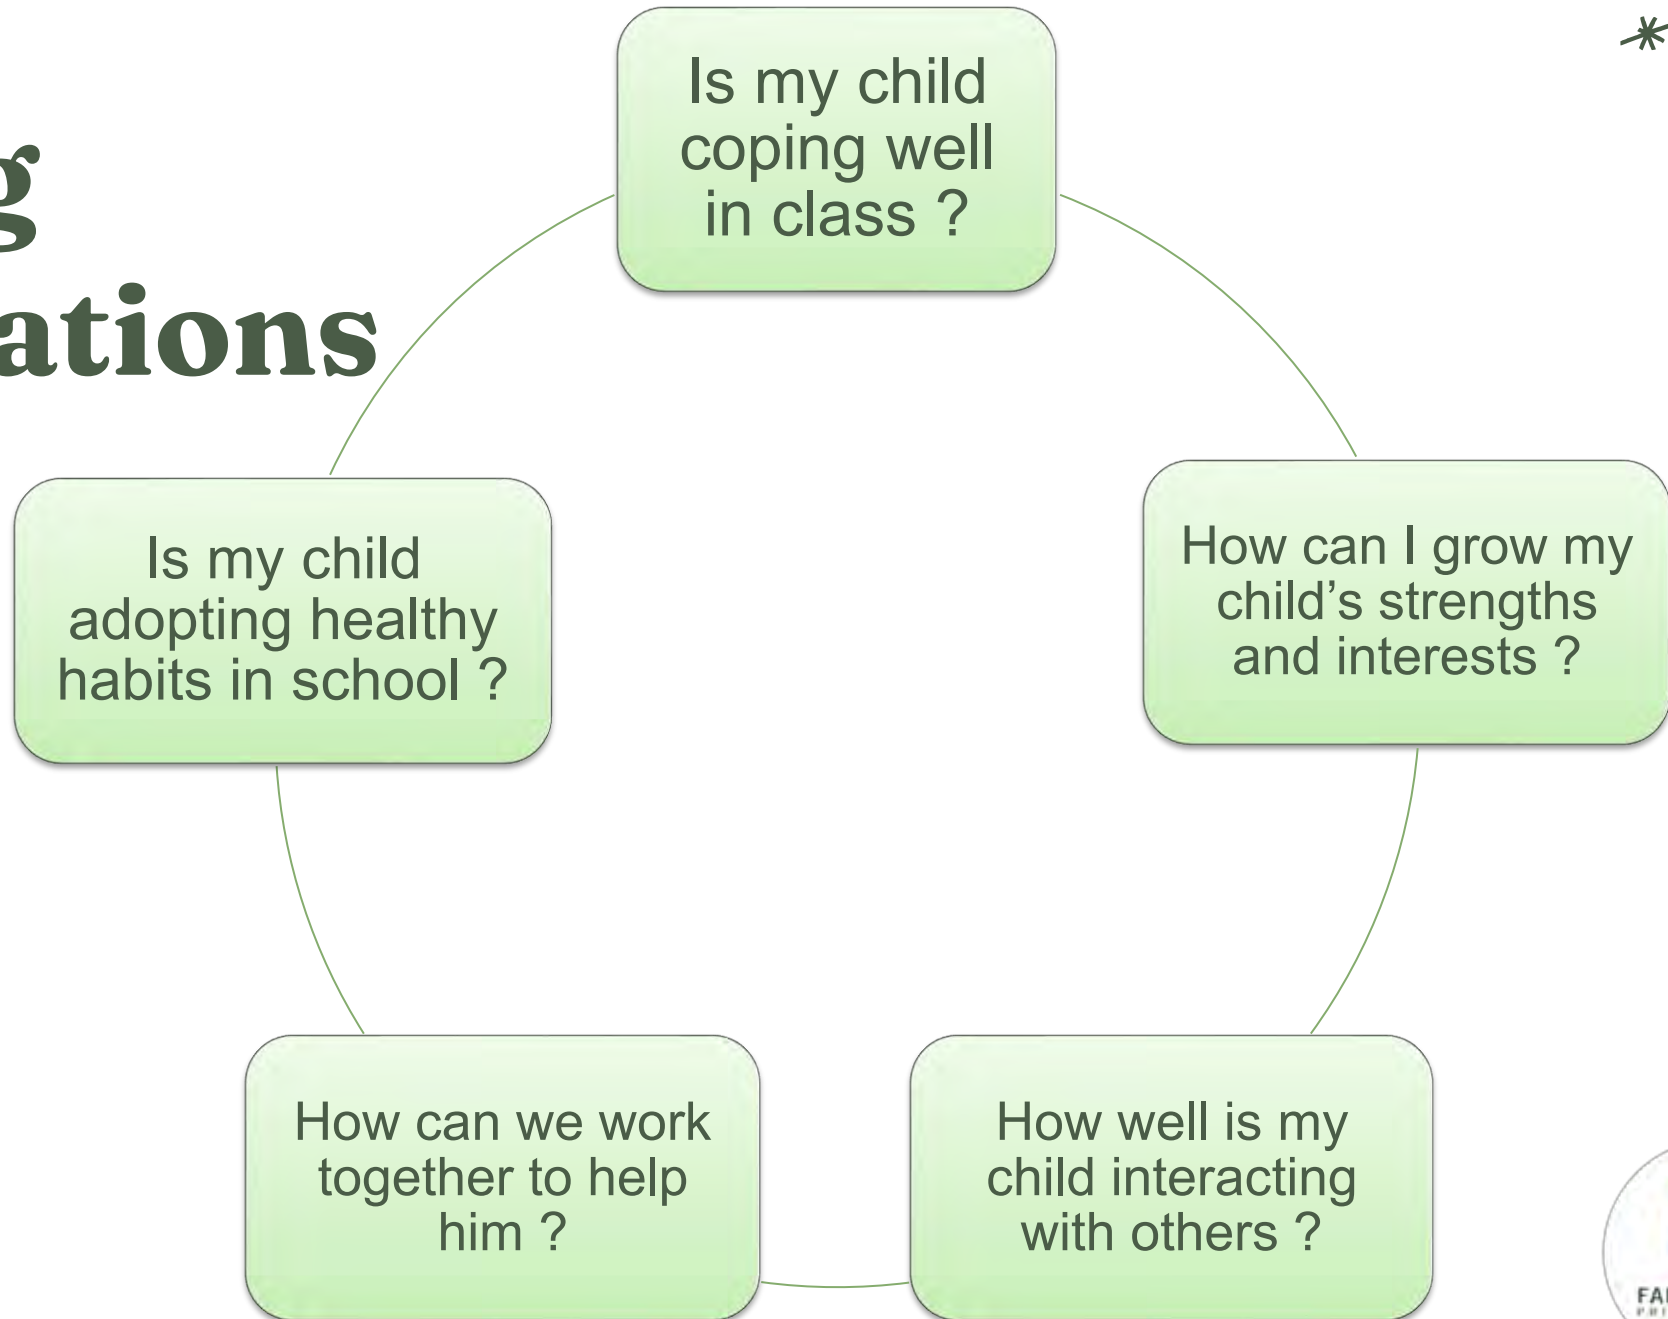 g
ations
Is my child
coping well
in class ?
How can I grow my
child’s strengths
and interests ?
How well is my
child interacting
with others ?
How can we work
together to help
him ?
Is my child
adopting healthy
habits in school ?